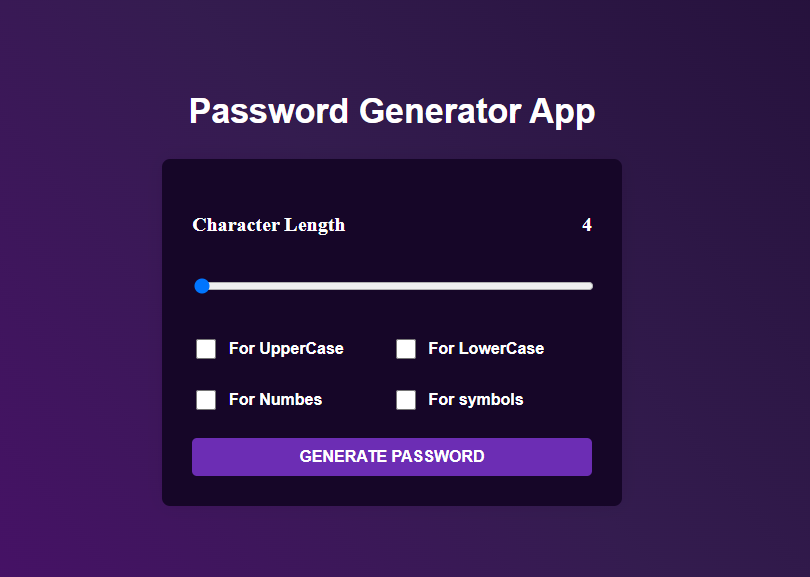 Password Generator App
Character Length 4
For UpperCase For LowerCase
For Numbes For symbols
GENERATE PASSWORD